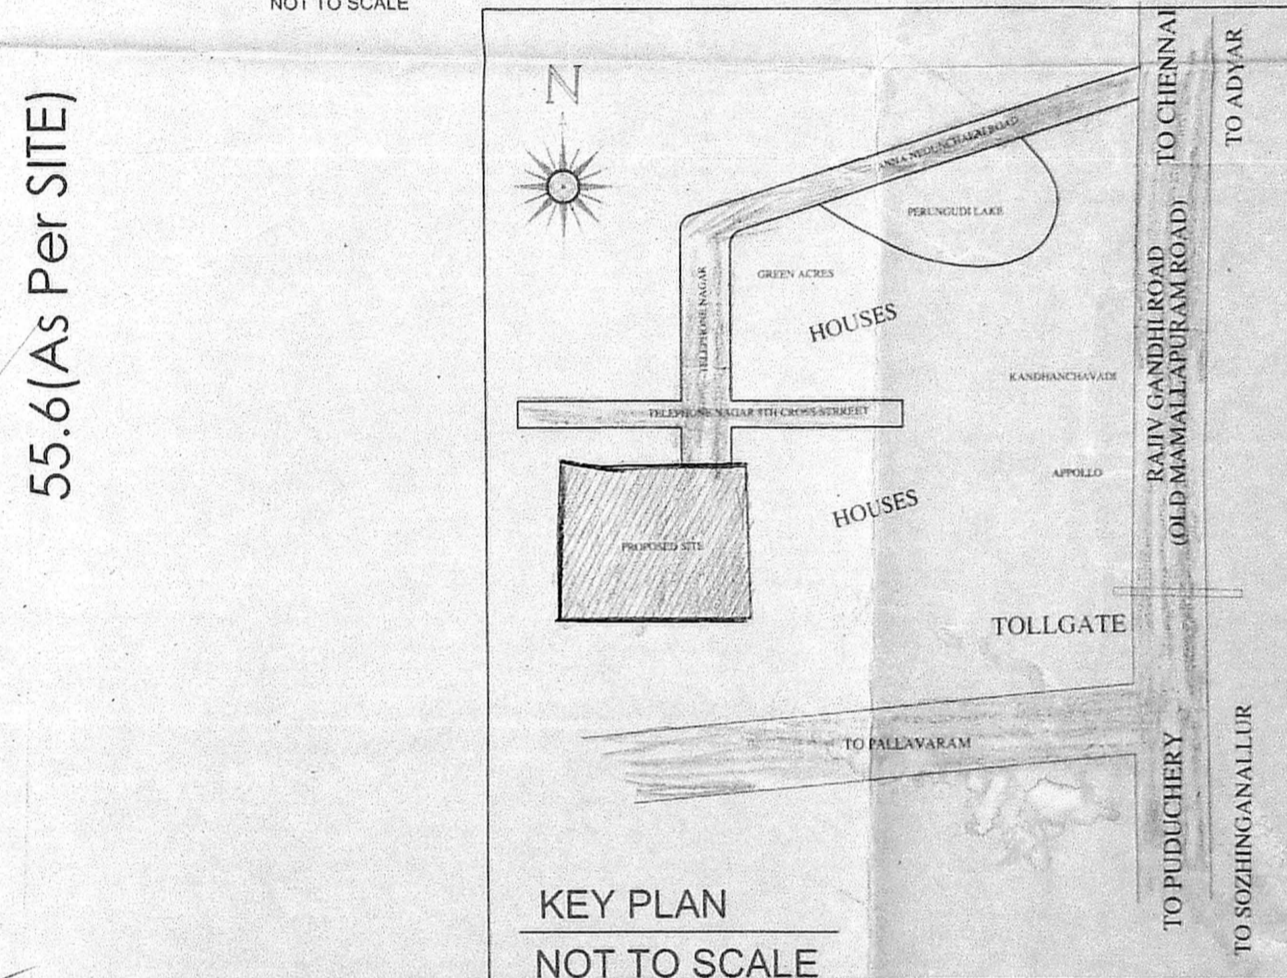 NOT TO SCALE
55.6(As Per SITE)
N
TO CHENNAI
TO ADYAR
ANNA NEDUNCHALAI ROAD
PERUNGUDI LAKE
GREEN ACRES
TELEPHONE NAGAR
HOUSES
KANDHANCHAVADI
RAJIV GANDHI ROAD
(OLD MAMALLAPURAM ROAD)
TELEPHONE NAGAR 8TH CROSS STRREET
APPOLLO
HOUSES
PROPOSED SITE
TOLLGATE
TO PALLAVARAM
TO PUDUCHERY
TO SOZHINGANALLUR
KEY PLAN
NOT TO SCALE